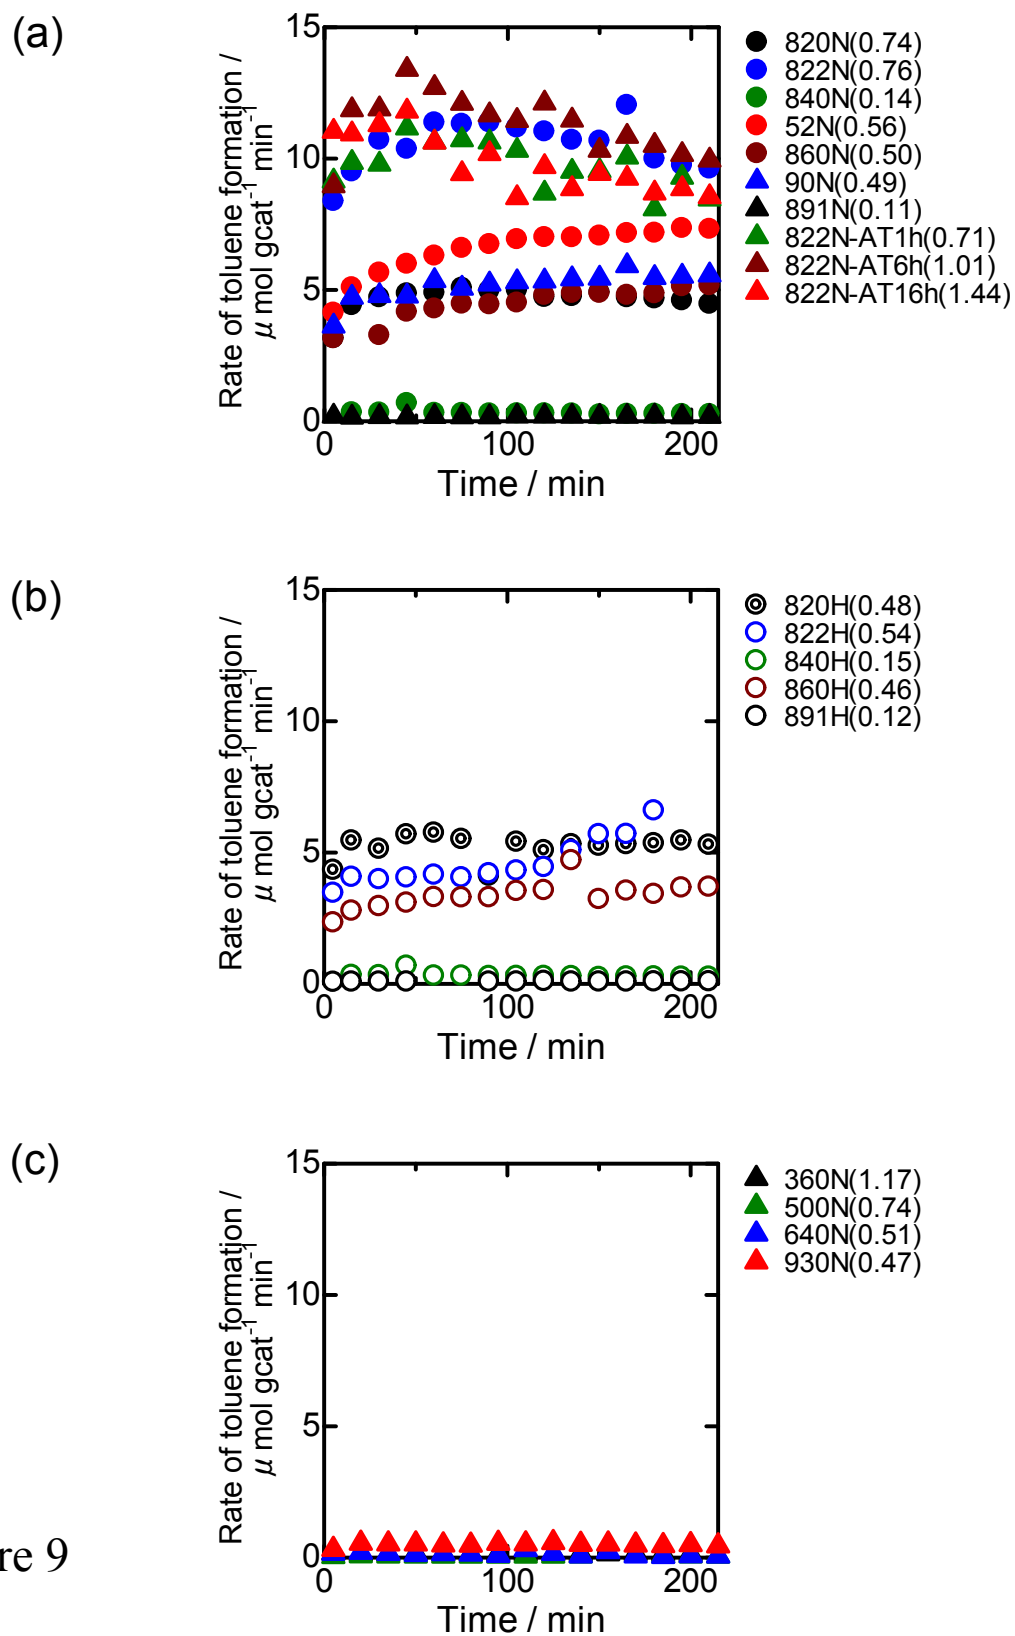 (a)
15
10
5
0
0
100
200
Rate of toluene formation /
μ mol gcat⁻¹ min⁻¹
Time / min
820N(0.74)
822N(0.76)
840N(0.14)
52N(0.56)
860N(0.50)
90N(0.49)
891N(0.11)
822N-AT1h(0.71)
822N-AT6h(1.01)
822N-AT16h(1.44)
(b)
15
10
5
0
0
100
200
Rate of toluene formation /
μ mol gcat⁻¹ min⁻¹
Time / min
820H(0.48)
822H(0.54)
840H(0.15)
860H(0.46)
891H(0.12)
(c)
15
10
5
0
0
100
200
Rate of toluene formation /
μ mol gcat⁻¹ min⁻¹
Time / min
360N(1.17)
500N(0.74)
640N(0.51)
930N(0.47)
re 9